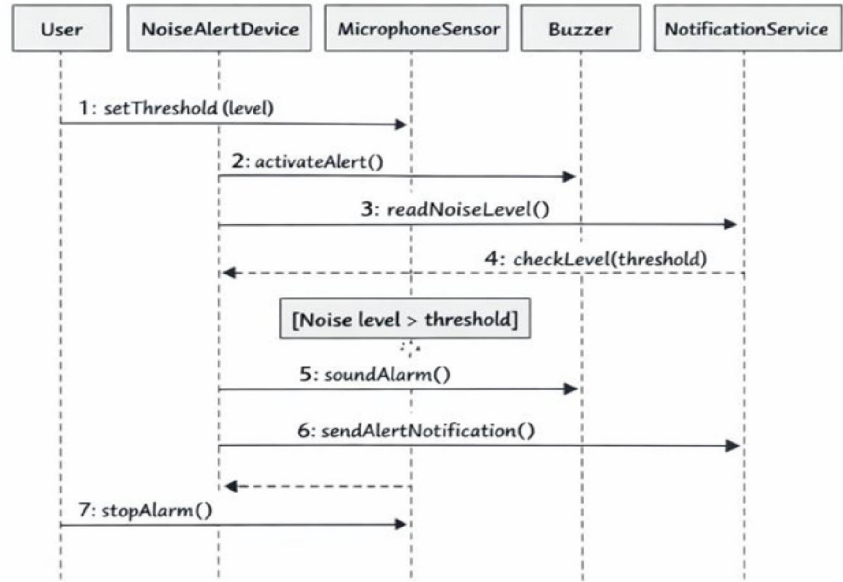 User
NoiseAlertDevice
MicrophoneSensor
Buzzer
NotificationService
1: setThreshold (level)
2: activateAlert()
3: readNoiseLevel()
4: checkLevel(threshold)
[Noise level > threshold]
5: soundAlarm()
6: sendAlertNotification()
7: stopAlarm()